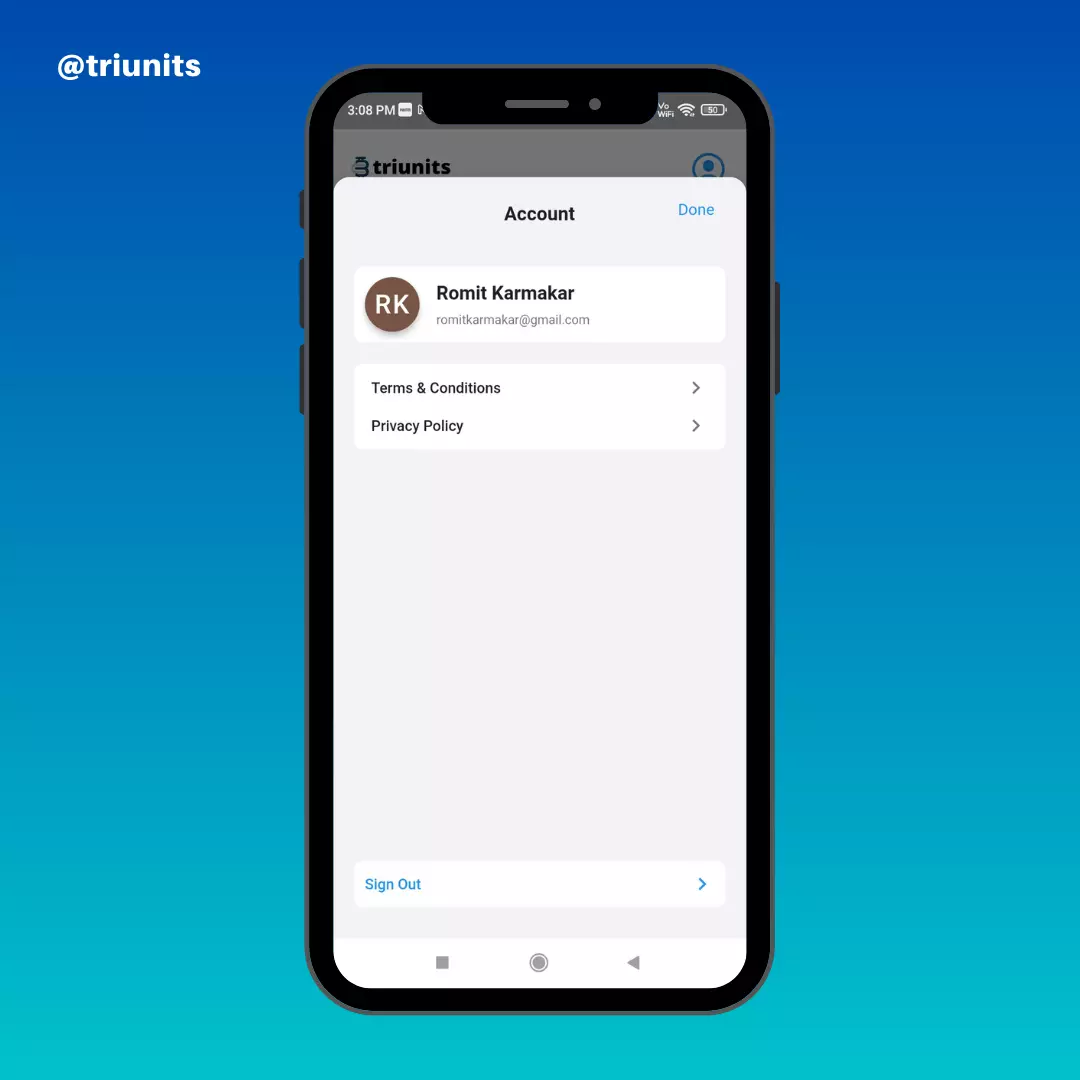 @triunits
3:08 PM
Vo
WiFi
50
triunits
Account
Done
RK
Romit Karmakar
romitkarmakar@gmail.com
Terms & Conditions
Privacy Policy
Sign Out